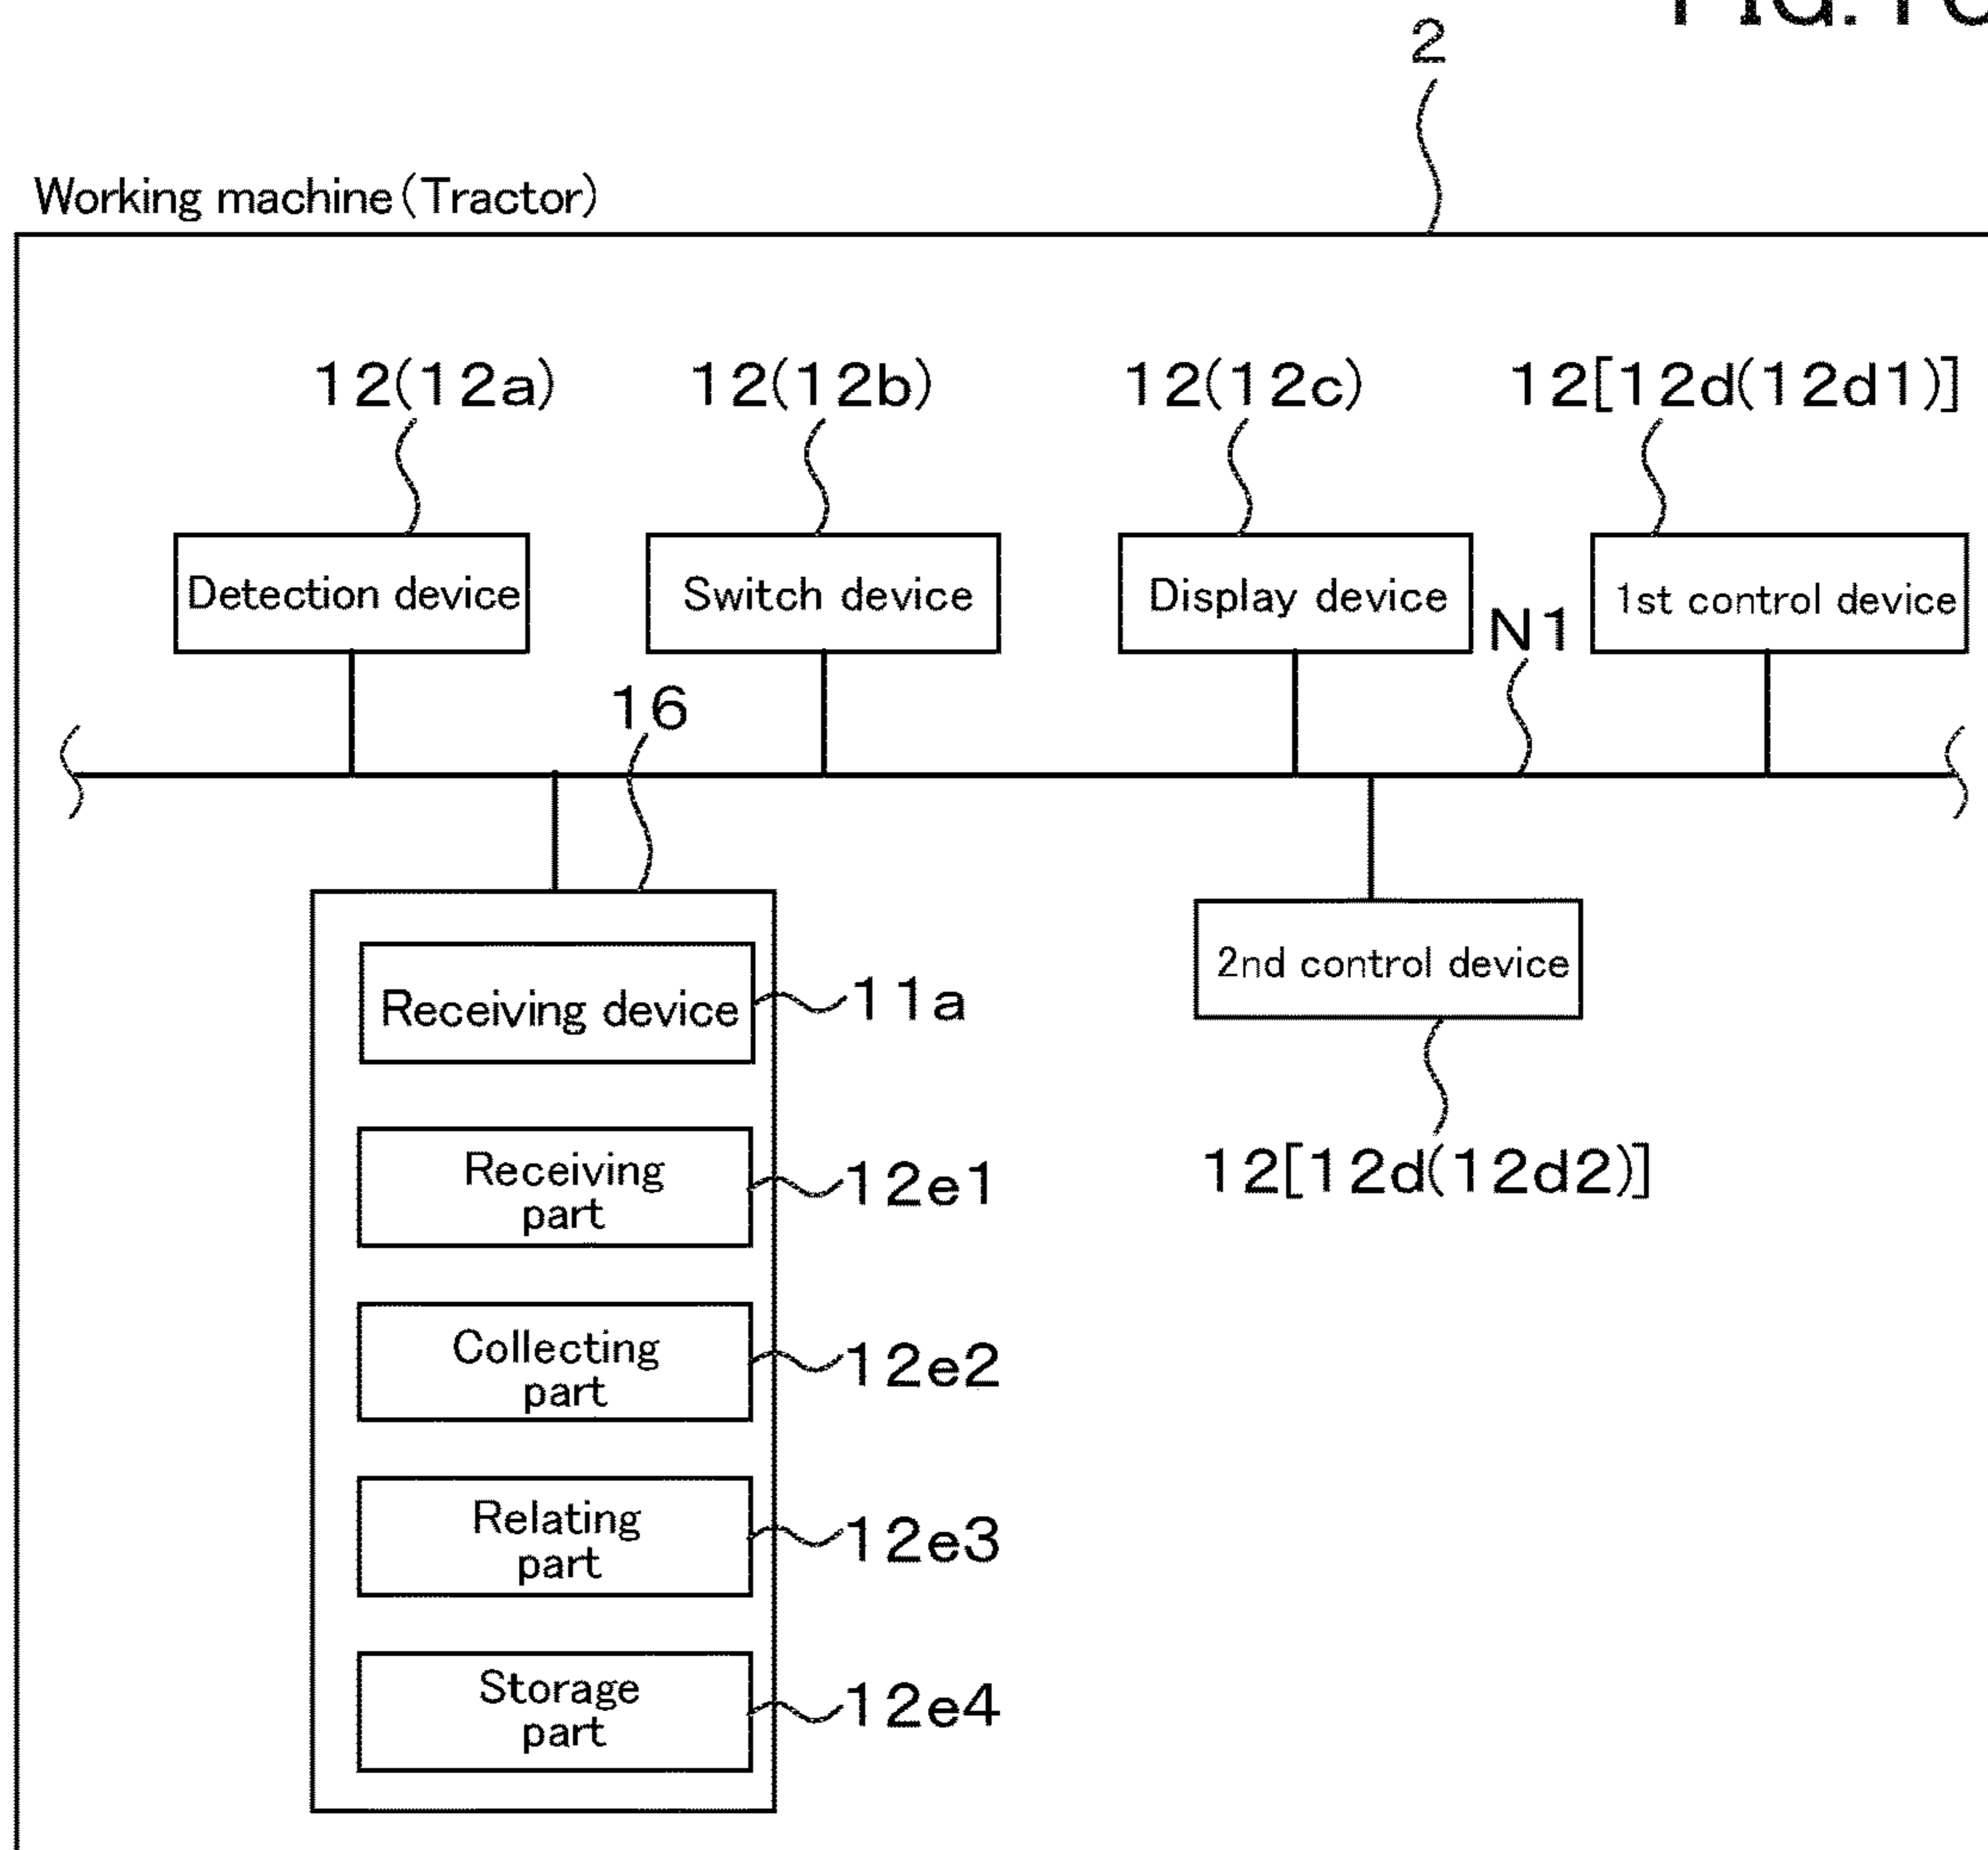 2
Working machine(Tractor)
12(12a)
12(12b)
12(12c)
12[12d(12d1)]
Detection device
Switch device
Display device
1st control device
N1
16
Receiving device
11a
2nd control device
12[12d(12d2)]
Receiving
part
12e1
Collecting
part
12e2
Relating
part
12e3
Storage
part
12e4